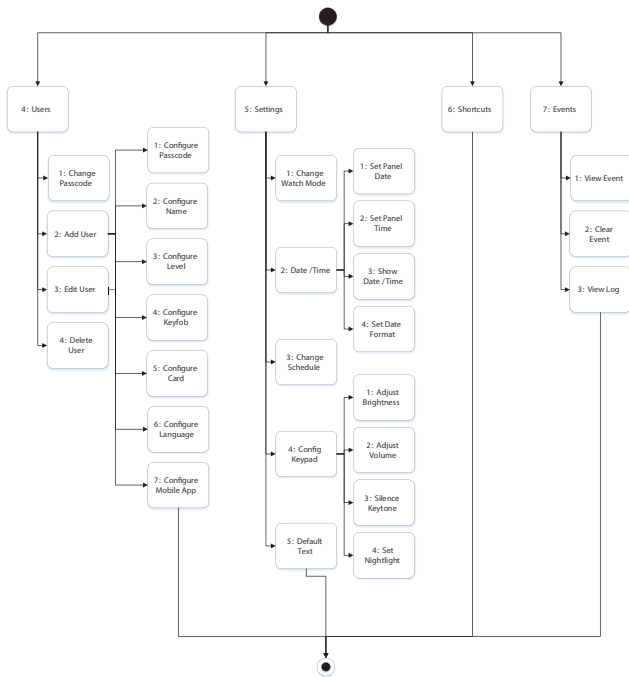 4: Users
5: Settings
6: Shortcuts
7: Events
1: Change
Passcode
2: Add User
3: Edit User
4: Delete
User
1: Configure
Passcode
2: Configure
Name
3: Configure
Level
4: Configure
Keyfob
5: Configure
Card
6: Configure
Language
7: Configure
Mobile App
1: Change
Watch Mode
2: Date /Time
3: Change
Schedule
4: Config
Keypad
5: Default
Text
1: Set Panel
Date
2: Set Panel
Time
3: Show
Date /Time
4: Set Date
Format
1: Adjust
Brightness
2: Adjust
Volume
3: Silence
Keytone
4: Set
Nightlight
1: View Event
2: Clear
Event
3: View Log